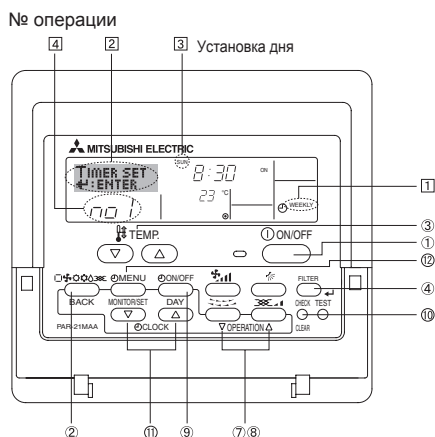 № операции
4 2 3 Установка дня
MITSUBISHI ELECTRIC
TIMER SET SUN 8:30 ON
↵:ENTER
23 °C
no 1 WEEKLY 1
TEMP. ON/OFF ③
①
⑫
MENU ON/OFF FILTER ④
BACK MONITOR/SET DAY CHECK TEST ⑩
PAR-21MAA CLOCK ▽ OPERATION △ CLEAR
② ⑪ ⑨ ⑦⑧